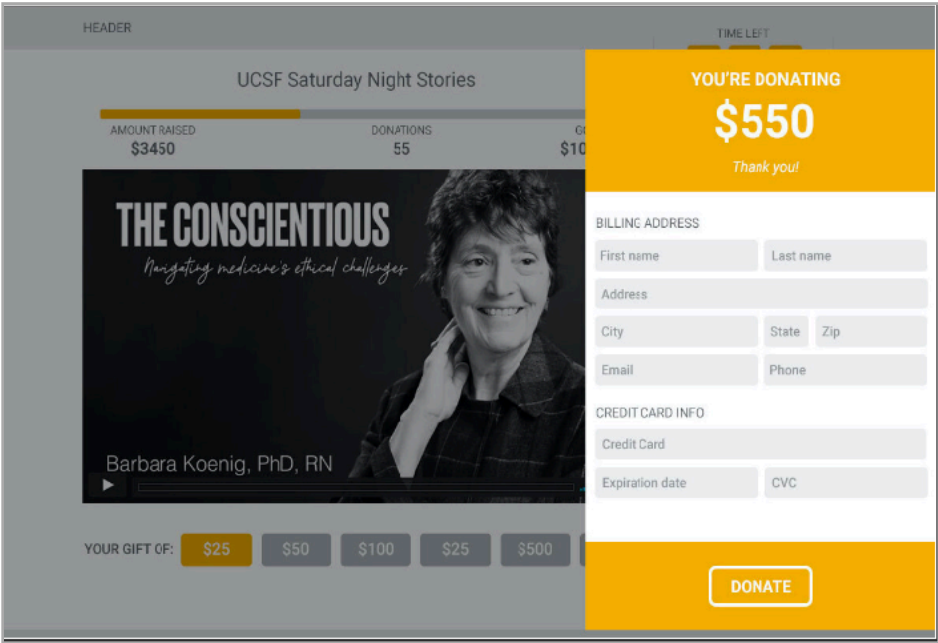 HEADER
TIME LEFT
UCSF Saturday Night Stories
AMOUNT RAISED
$3450
DONATIONS
55
$10
THE CONSCIENTIOUS
Navigating medicine's ethical challenges
Barbara Koenig, PhD, RN
YOUR GIFT OF: $25 $50 $100 $25 $500
YOU'RE DONATING
$550
Thank you!
BILLING ADDRESS
First name Last name
Address
City State Zip
Email Phone
CREDIT CARD INFO
Credit Card
Expiration date CVC
DONATE